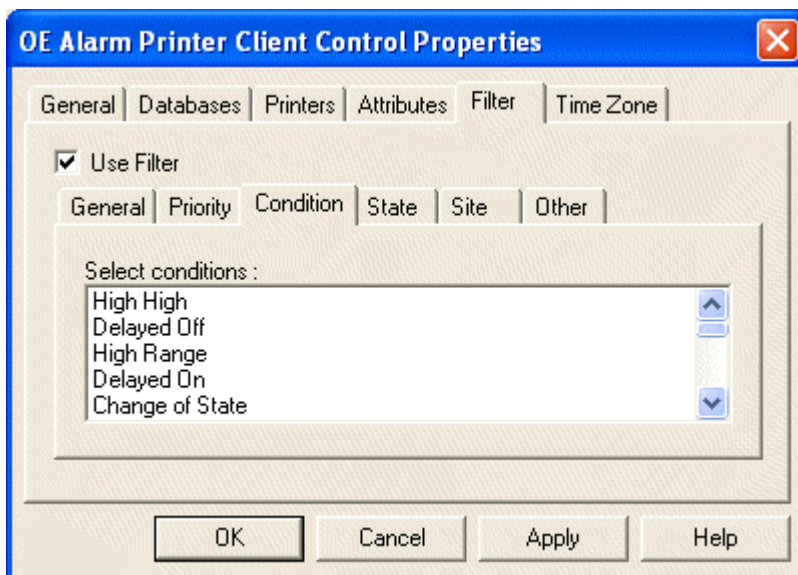 OE Alarm Printer Client Control Properties
General Databases Printers Attributes Filter Time Zone
Use Filter
General Priority Condition State Site Other
Select conditions :
High High
Delayed Off
High Range
Delayed On
Change of State
OK Cancel Apply Help